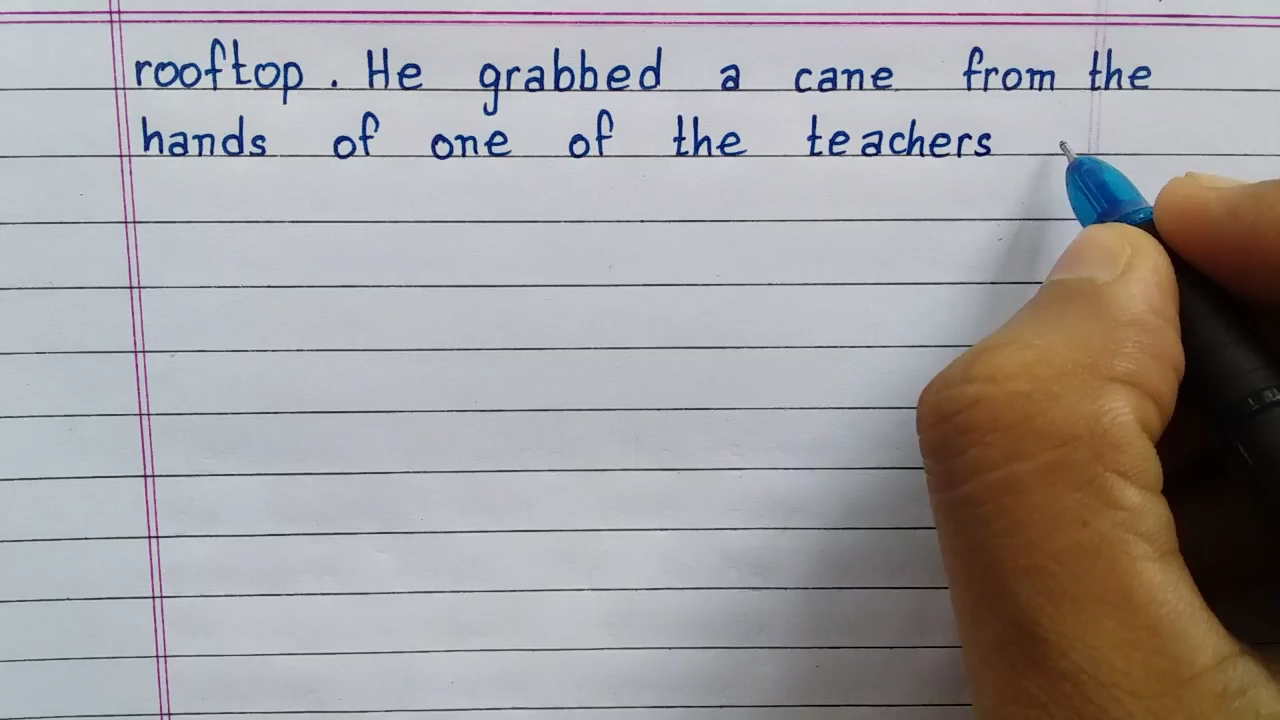 rooftop. He grabbed a cane from the
hands of one of the teachers